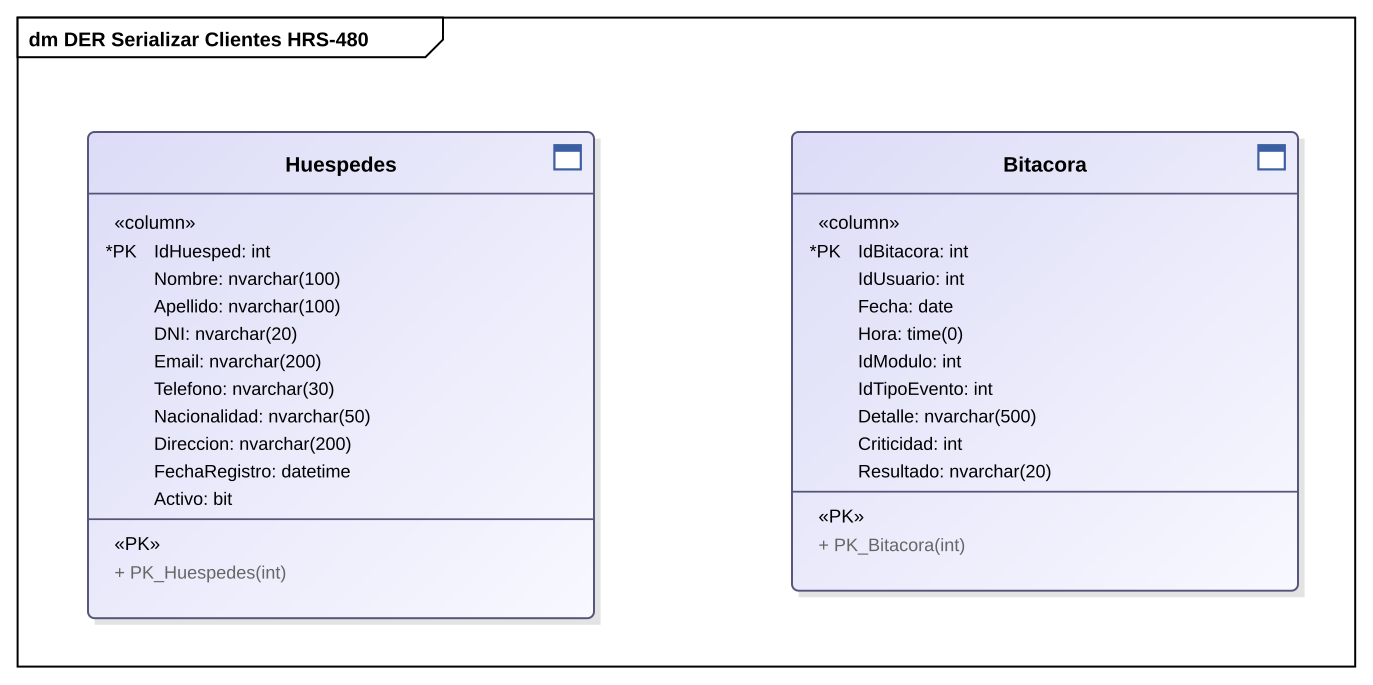 dm DER Serializar Clientes HRS-480
Huespedes
«column»
*PK IdHuesped: int
Nombre: nvarchar(100)
Apellido: nvarchar(100)
DNI: nvarchar(20)
Email: nvarchar(200)
Telefono: nvarchar(30)
Nacionalidad: nvarchar(50)
Direccion: nvarchar(200)
FechaRegistro: datetime
Activo: bit
«PK»
+ PK_Huespedes(int)
Bitacora
«column»
*PK IdBitacora: int
IdUsuario: int
Fecha: date
Hora: time(0)
IdModulo: int
IdTipoEvento: int
Detalle: nvarchar(500)
Criticidad: int
Resultado: nvarchar(20)
«PK»
+ PK_Bitacora(int)